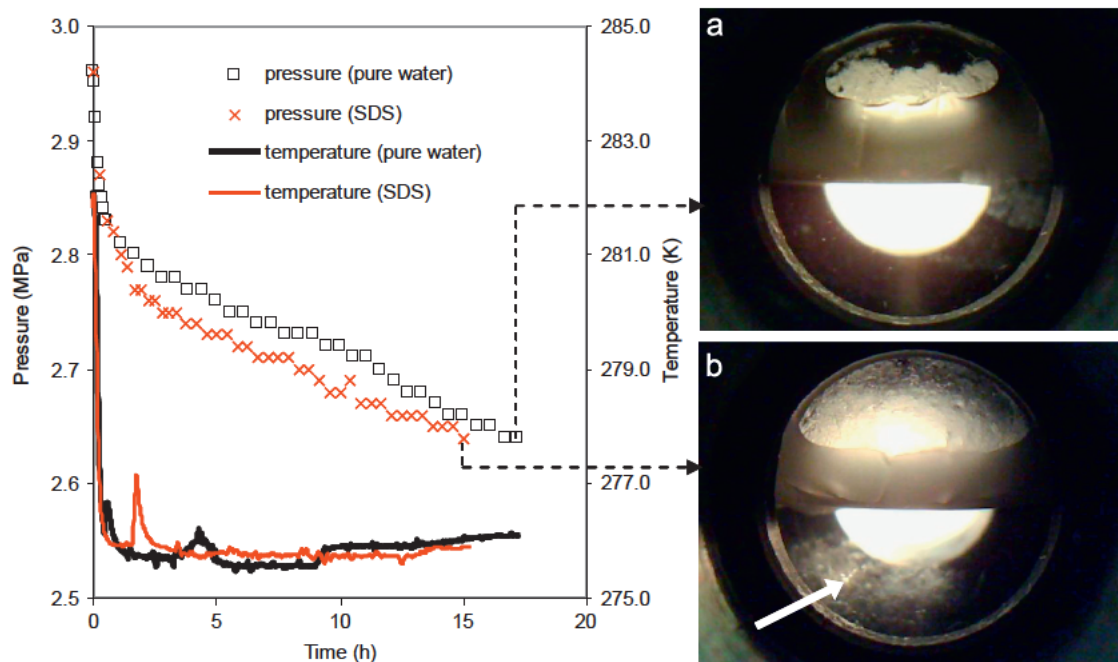 3.0
2.9
2.8
2.7
2.6
2.5
Pressure (MPa)
pressure (pure water)
pressure (SDS)
temperature (pure water)
temperature (SDS)
285.0
283.0
281.0
279.0
277.0
275.0
Temperature (K)
0
5
10
15
20
Time (h)
a
b